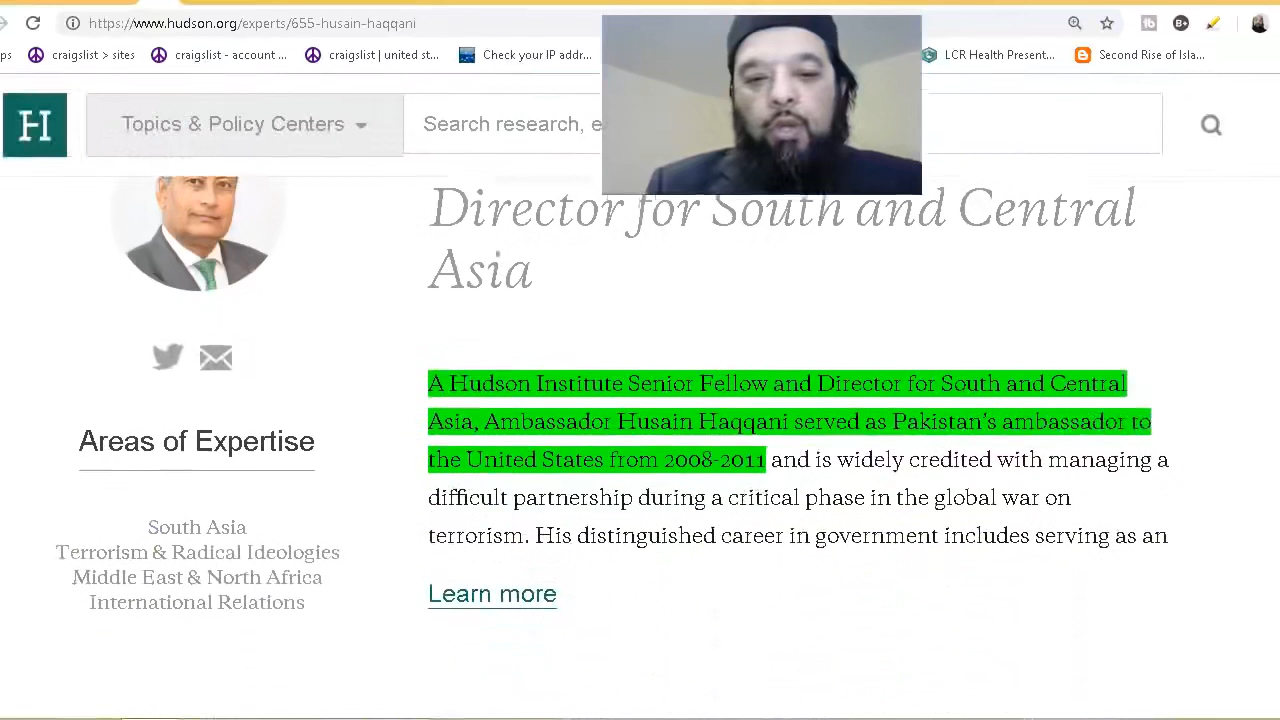 https://www.hudson.org/experts/655-husain-haqqani
ps
craigslist > sites
craigslist - account ...
craigslist | united st...
Check your IP addr...
LCR Health Present...
Second Rise of Isla...
H
Topics & Policy Centers
Search research, e
Director for South and Central
Asia
A Hudson Institute Senior Fellow and Director for South and Central
Asia, Ambassador Husain Haqqani served as Pakistan's ambassador to
the United States from 2008-2011 and is widely credited with managing a
difficult partnership during a critical phase in the global war on
terrorism. His distinguished career in government includes serving as an
Learn more
Areas of Expertise
South Asia
Terrorism & Radical Ideologies
Middle East & North Africa
International Relations